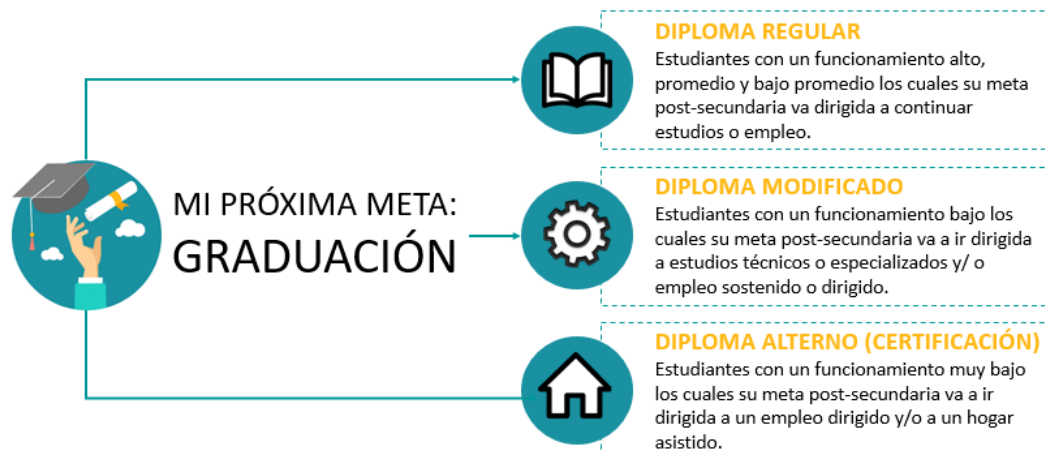 MI PRÓXIMA META:
GRADUACIÓN
DIPLOMA REGULAR
Estudiantes con un funcionamiento alto,
promedio y bajo promedio los cuales su meta
post-secundaria va dirigida a continuar
estudios o empleo.
DIPLOMA MODIFICADO
Estudiantes con un funcionamiento bajo los
cuales su meta post-secundaria va a ir dirigida
a estudios técnicos o especializados y/ o
empleo sostenido o dirigido.
DIPLOMA ALTERNO (CERTIFICACIÓN)
Estudiantes con un funcionamiento muy bajo
los cuales su meta post-secundaria va a ir
dirigida a un empleo dirigido y/o a un hogar
asistido.